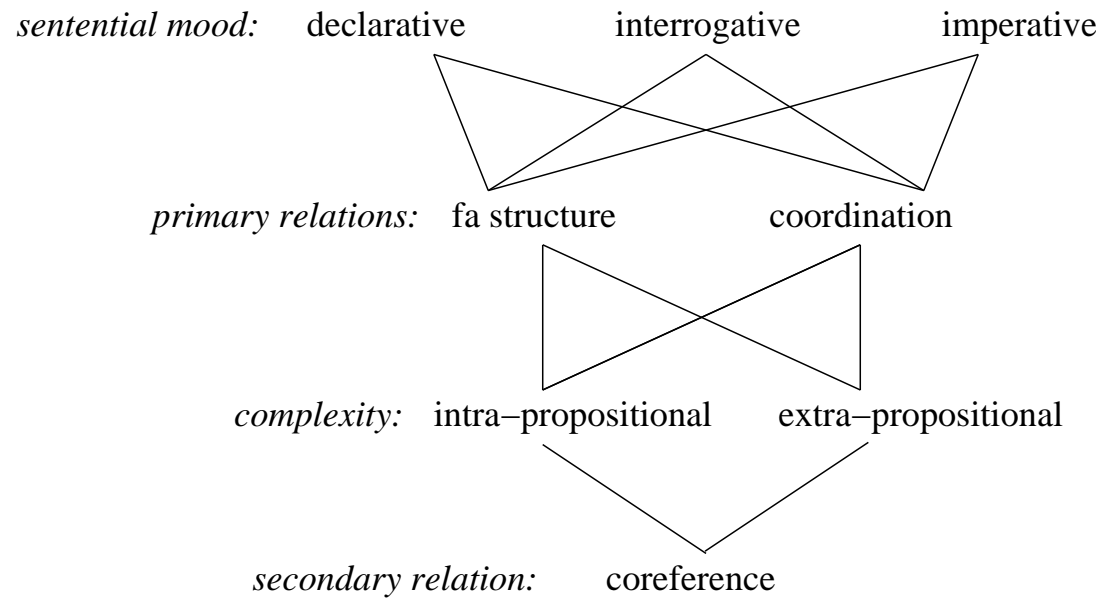 sentential mood: declarative interrogative imperative
primary relations: fa structure coordination
complexity: intra−propositional extra−propositional
secondary relation: coreference